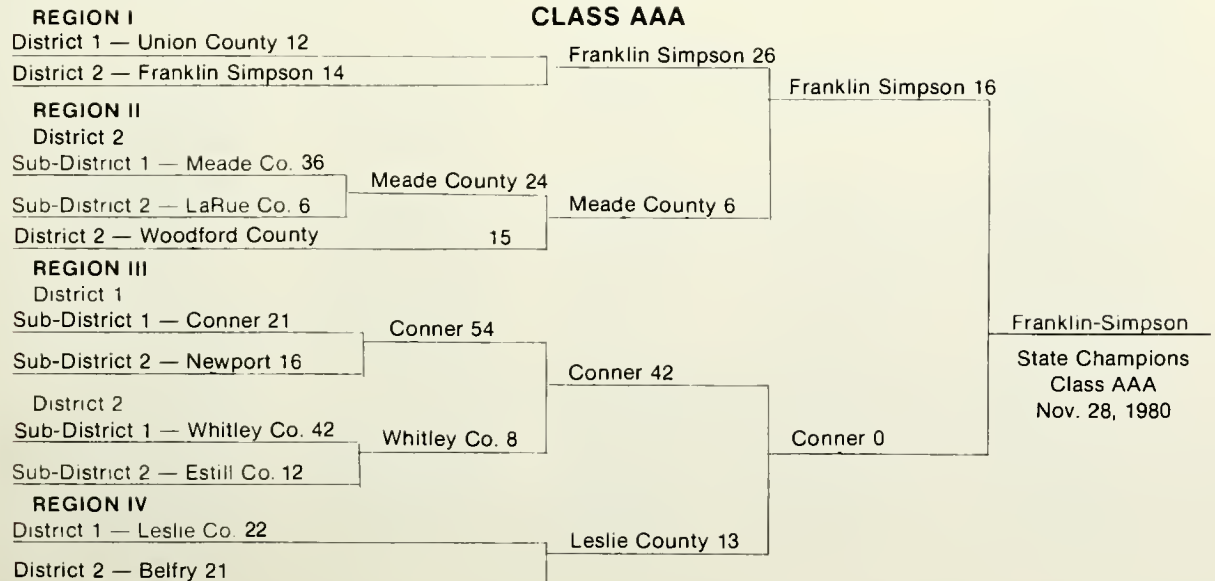 CLASS AAA
REGION I
District 1 — Union County 12
District 2 — Franklin Simpson 14
Franklin Simpson 26
Franklin Simpson 16
REGION II
District 2
Sub-District 1 — Meade Co. 36
Sub-District 2 — LaRue Co. 6
Meade County 24
District 2 — Woodford County 15
Meade County 6
REGION III
District 1
Sub-District 1 — Conner 21
Sub-District 2 — Newport 16
Conner 54
District 2
Sub-District 1 — Whitley Co. 42
Sub-District 2 — Estill Co. 12
Whitley Co. 8
Conner 42
Conner 0
REGION IV
District 1 — Leslie Co. 22
District 2 — Belfry 21
Leslie County 13
Franklin-Simpson
State Champions
Class AAA
Nov. 28, 1980